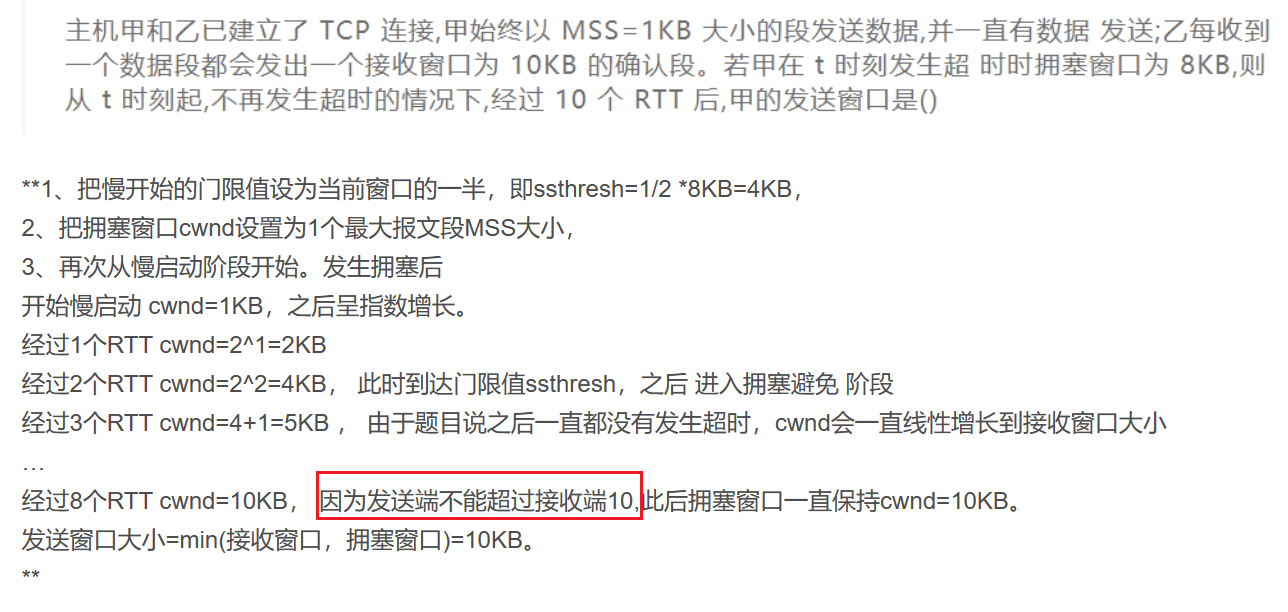 主机甲和乙已建立了 TCP 连接,甲始终以 MSS=1KB 大小的段发送数据,并一直有数据 发送;乙每收到
一个数据段都会发出一个接收窗口为 10KB 的确认段。若甲在 t 时刻发生超 时时拥塞窗口为 8KB,则
从 t 时刻起,不再发生超时的情况下,经过 10 个 RTT 后,甲的发送窗口是()
**1、把慢开始的门限值设为当前窗口的一半，即ssthresh=1/2 *8KB=4KB，
2、把拥塞窗口cwnd设置为1个最大报文段MSS大小，
3、再次从慢启动阶段开始。发生拥塞后
开始慢启动 cwnd=1KB，之后呈指数增长。
经过1个RTT cwnd=2^1=2KB
经过2个RTT cwnd=2^2=4KB， 此时到达门限值ssthresh，之后 进入拥塞避免 阶段
经过3个RTT cwnd=4+1=5KB ， 由于题目说之后一直都没有发生超时，cwnd会一直线性增长到接收窗口大小
…
经过8个RTT cwnd=10KB， 因为发送端不能超过接收端10,此后拥塞窗口一直保持cwnd=10KB。
发送窗口大小=min(接收窗口，拥塞窗口)=10KB。
**